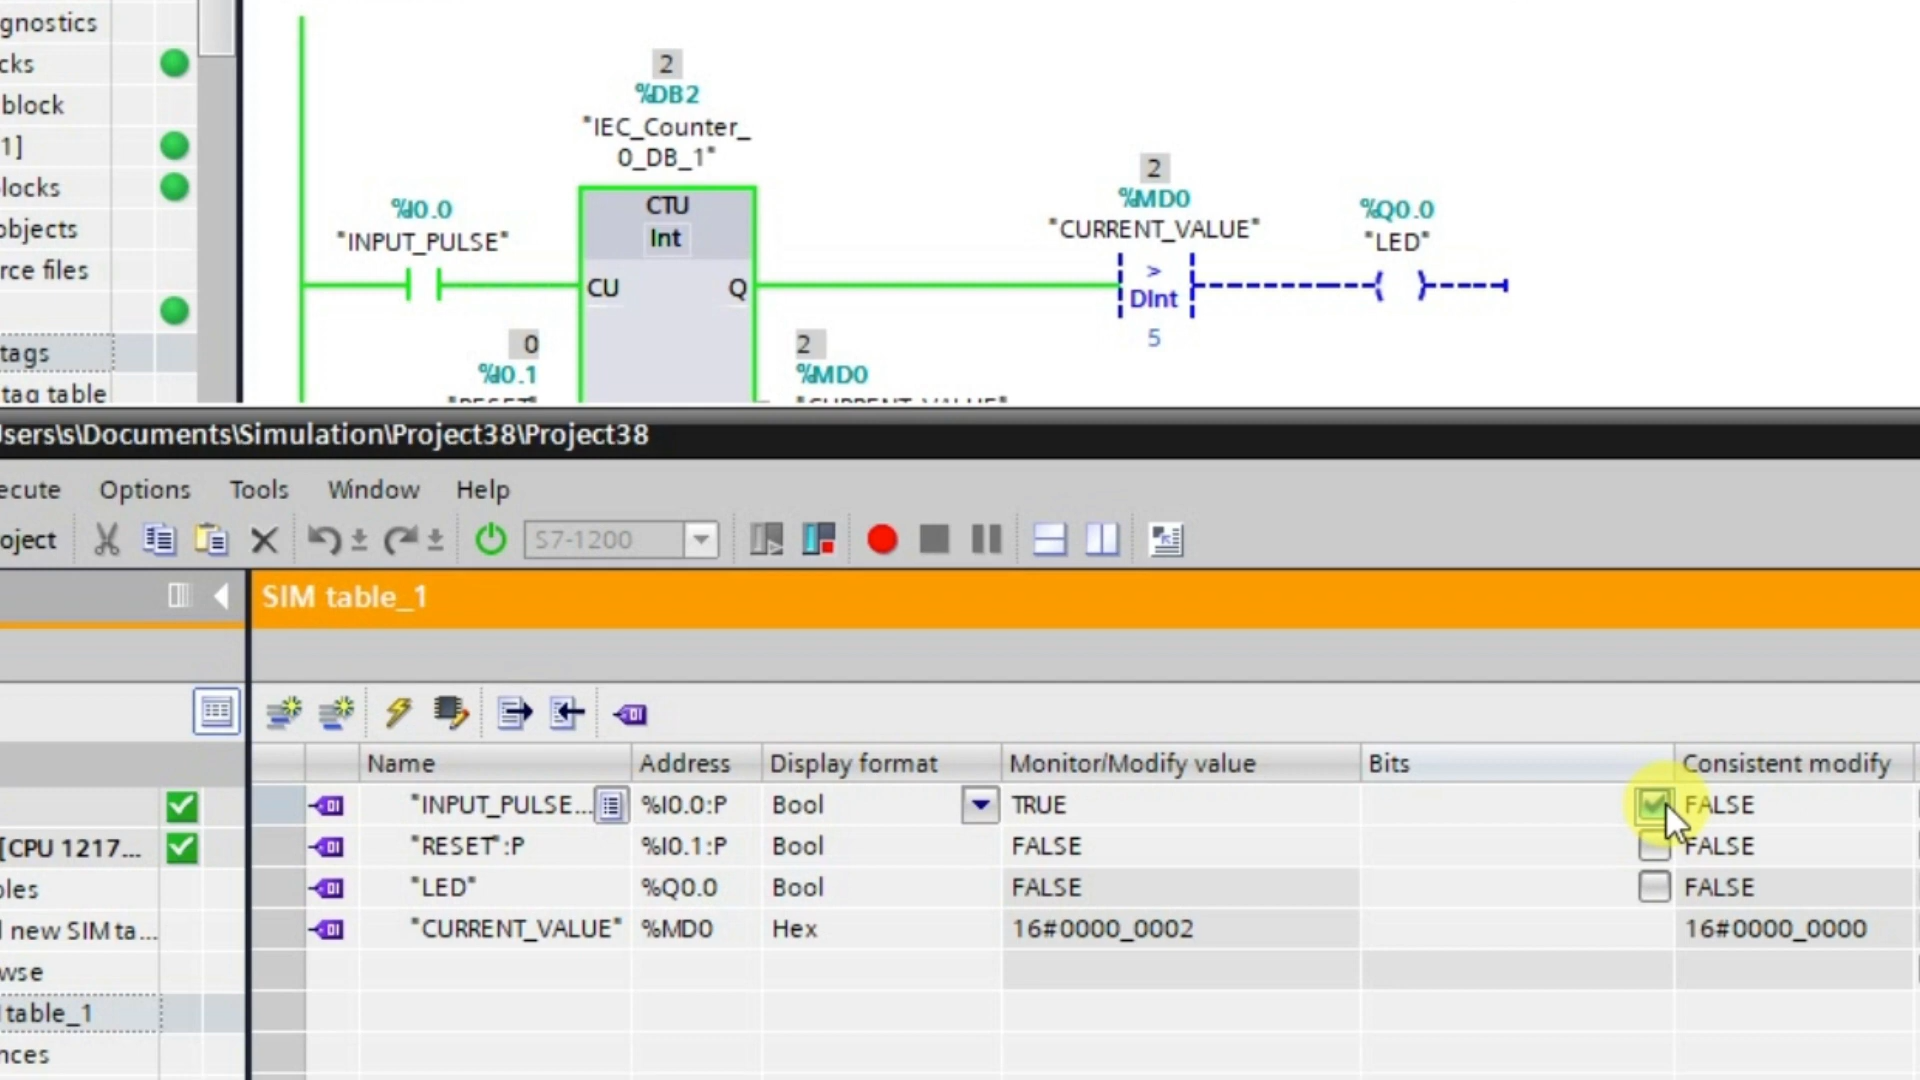 gnostics
cks
block
1]
locks
objects
rce files
tags
tag table
2
%DB2
"IEC_Counter_
0_DB_1"
CTU
Int
CU
Q
%I0.0
"INPUT_PULSE"
0
%I0.1
"RESET"
2
%MD0
"CURRENT_VALUE"
2
%MD0
"CURRENT_VALUE"
>
DInt
5
%Q0.0
"LED"
sers\s\Documents\Simulation\Project38\Project38
ecute Options Tools Window Help
oject
S7-1200
SIM table_1
Name Address Display format Monitor/Modify value Bits Consistent modify
"INPUT_PULSE... %I0.0:P Bool TRUE FALSE
"RESET":P %I0.1:P Bool FALSE FALSE
"LED" %Q0.0 Bool FALSE FALSE
"CURRENT_VALUE" %MD0 Hex 16#0000_0002 16#0000_0000
[CPU 1217...
les
new SIM ta...
wse
table_1
nces